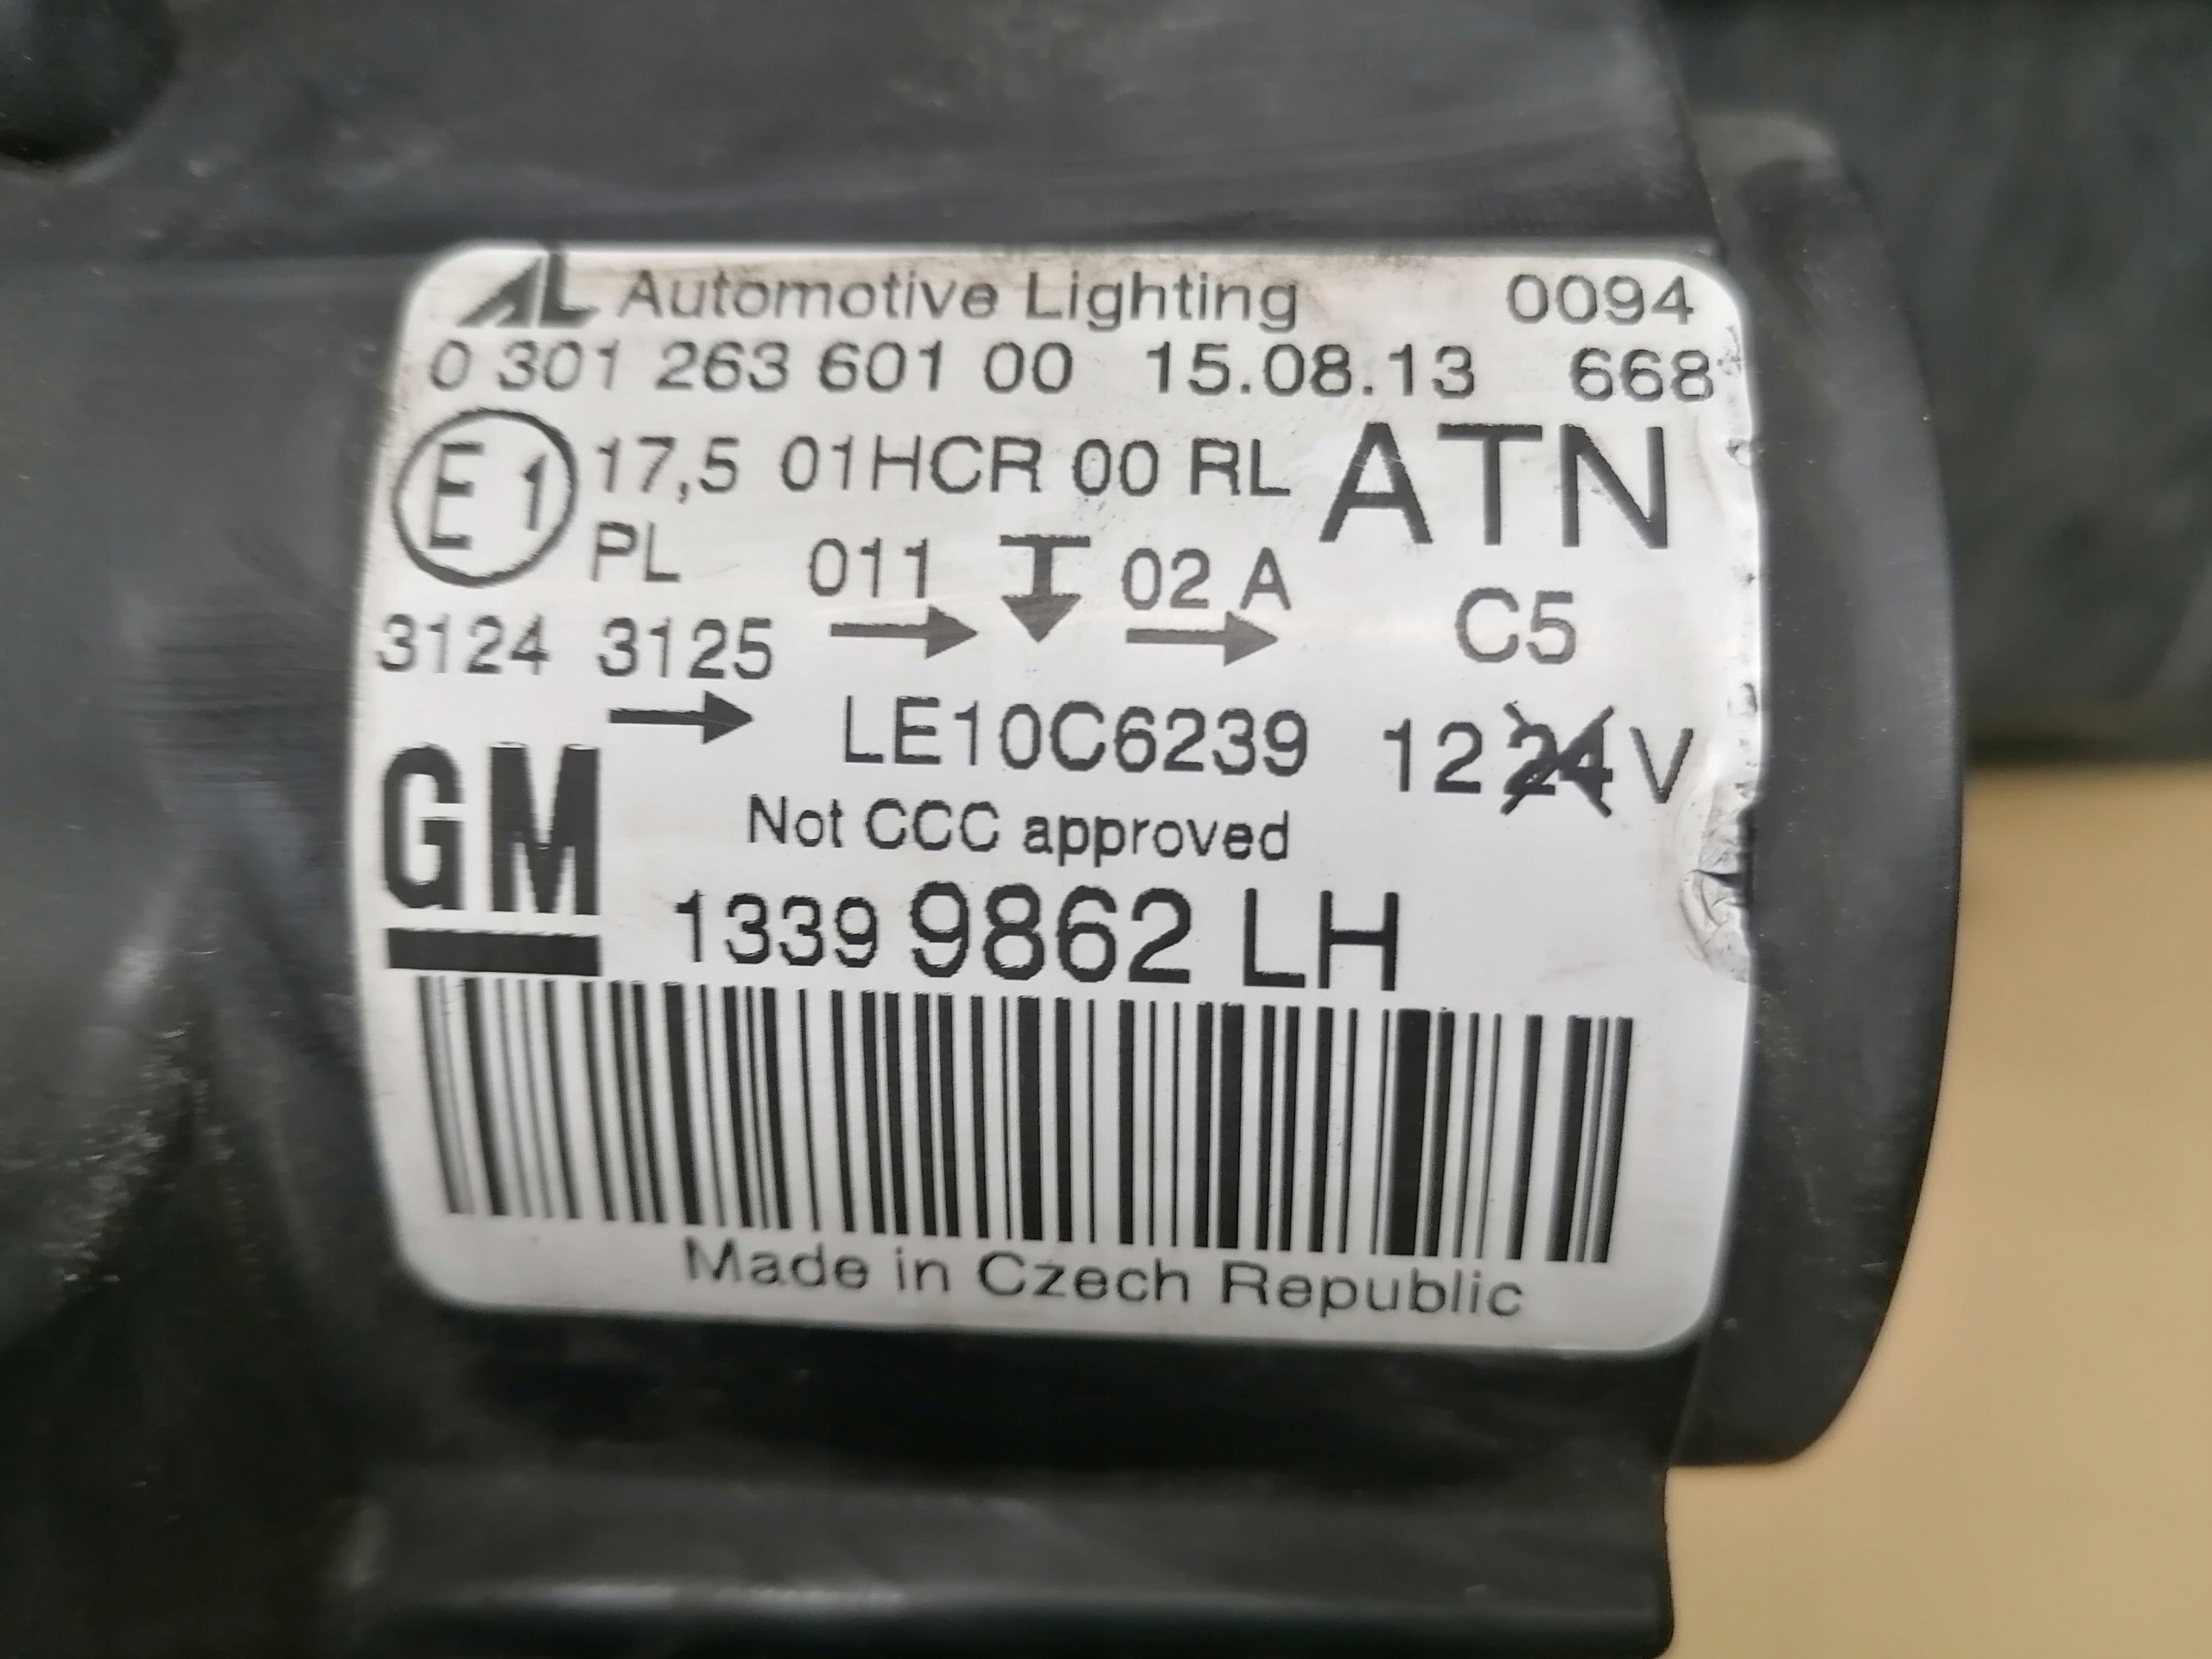 AL Automotive Lighting 0094
0 301 263 601 00 15.08.13 668
E1 17,5 01HCR 00 RL ATN
PL 011 02 A C5
3124 3125
LE10C6239 12 24 V
GM Not CCC approved
1339 9862 LH
Made in Czech Republic